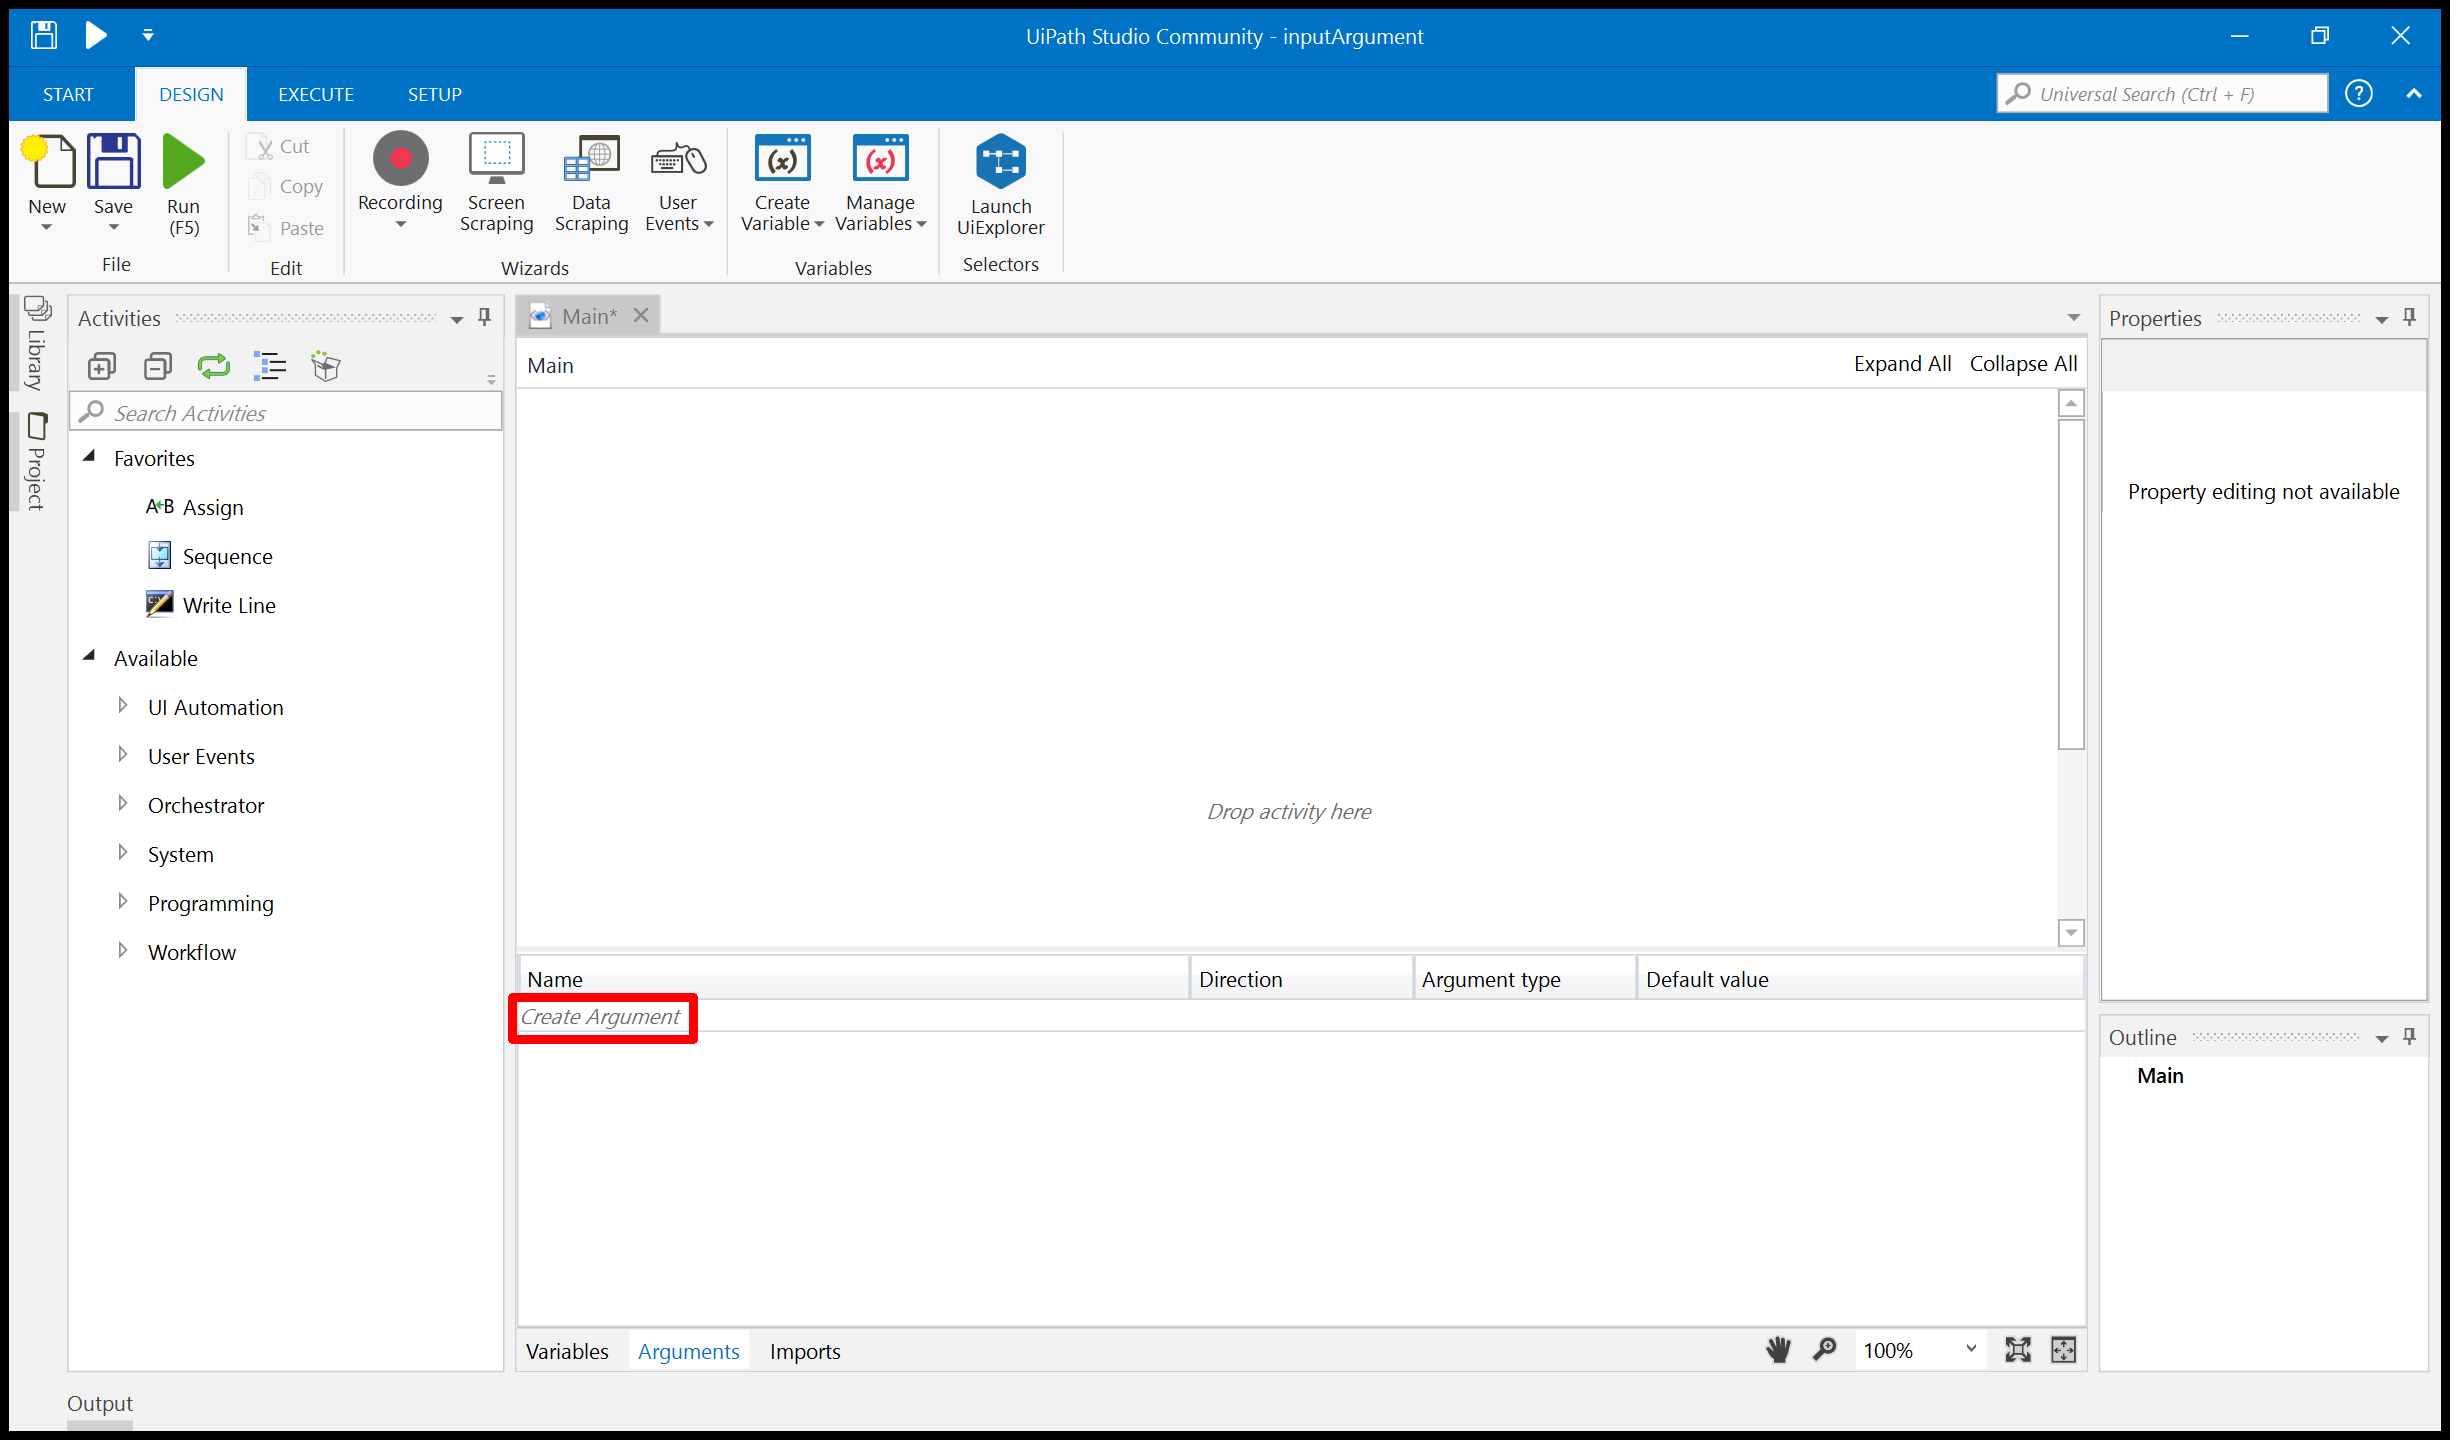 UiPath Studio Community - inputArgument
START DESIGN EXECUTE SETUP
Universal Search (Ctrl + F)
New
Save
Run
(F5)
File
Cut
Copy
Paste
Edit
Recording
Screen
Scraping
Data
Scraping
User
Events
Wizards
Create
Variable
Manage
Variables
Variables
Launch
UiExplorer
Selectors
Library
Project
Activities
Search Activities
Favorites
A←B Assign
Sequence
Write Line
Available
UI Automation
User Events
Orchestrator
System
Programming
Workflow
Main*
Main
Expand All Collapse All
Drop activity here
Name Direction Argument type Default value
Create Argument
Variables Arguments Imports
100%
Properties
Property editing not available
Outline
Main
Output